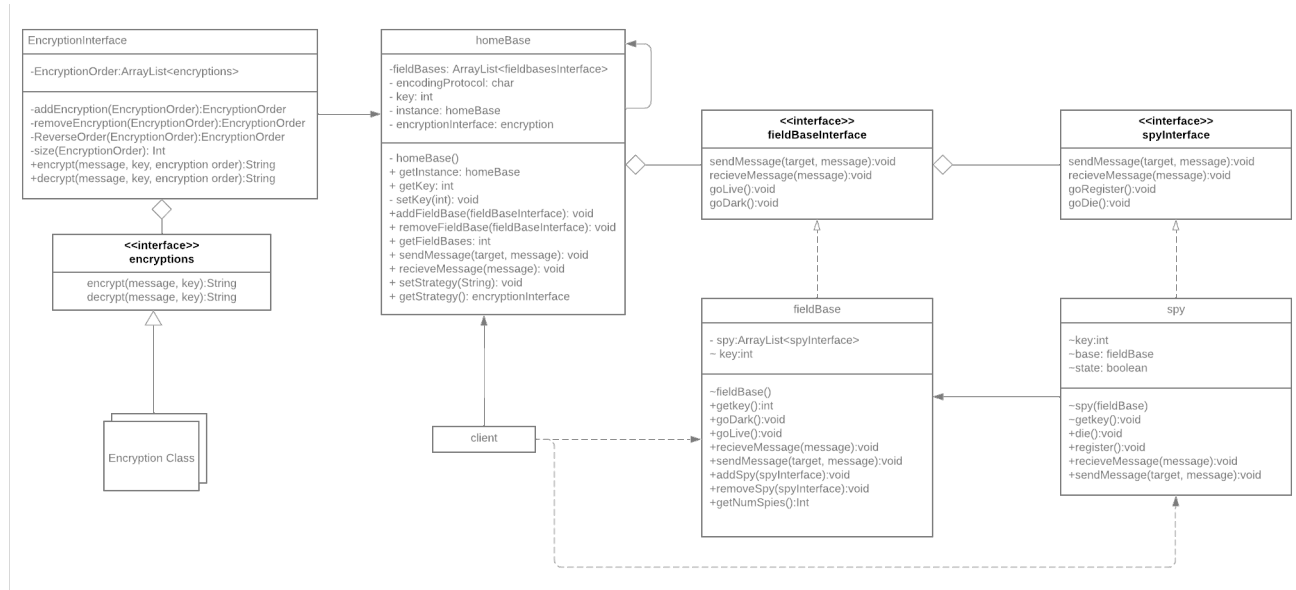 EncryptionInterface
-EncryptionOrder:ArrayList<encryptions>
-addEncryption(EncryptionOrder):EncryptionOrder
-removeEncryption(EncryptionOrder):EncryptionOrder
-ReverseOrder(EncryptionOrder):EncryptionOrder
-size(EncryptionOrder): Int
+encrypt(message, key, encryption order):String
+decrypt(message, key, encryption order):String
<<interface>>
encryptions
encrypt(message, key):String
decrypt(message, key):String
Encryption Class
homeBase
-fieldBases: ArrayList<fieldbasesInterface>
- encodingProtocol: char
- key: int
- instance: homeBase
- encryptionInterface: encryption
- homeBase()
+ getInstance: homeBase
+ getKey: int
- setKey(int): void
+addFieldBase(fieldBaseInterface): void
+ removeFieldBase(fieldBaseInterface): void
+ getFieldBases: int
+ sendMessage(target, message): void
+ recieveMessage(message): void
+ setStrategy(String): void
+ getStrategy(): encryptionInterface
client
<<interface>>
fieldBaseInterface
sendMessage(target, message):void
recieveMessage(message):void
goLive():void
goDark():void
fieldBase
- spy:ArrayList<spyInterface>
~ key:int
~fieldBase()
+getkey():int
+goDark():void
+goLive():void
+recieveMessage(message):void
+sendMessage(target, message):void
+addSpy(spyInterface):void
+removeSpy(spyInterface):void
+getNumSpies():Int
<<interface>>
spyInterface
sendMessage(target, message):void
recieveMessage(message):void
goRegister():void
goDie():void
spy
~key:int
~base: fieldBase
~state: boolean
~spy(fieldBase)
~getkey():void
+die():void
+register():void
+recieveMessage(message):void
+sendMessage(target, message):void